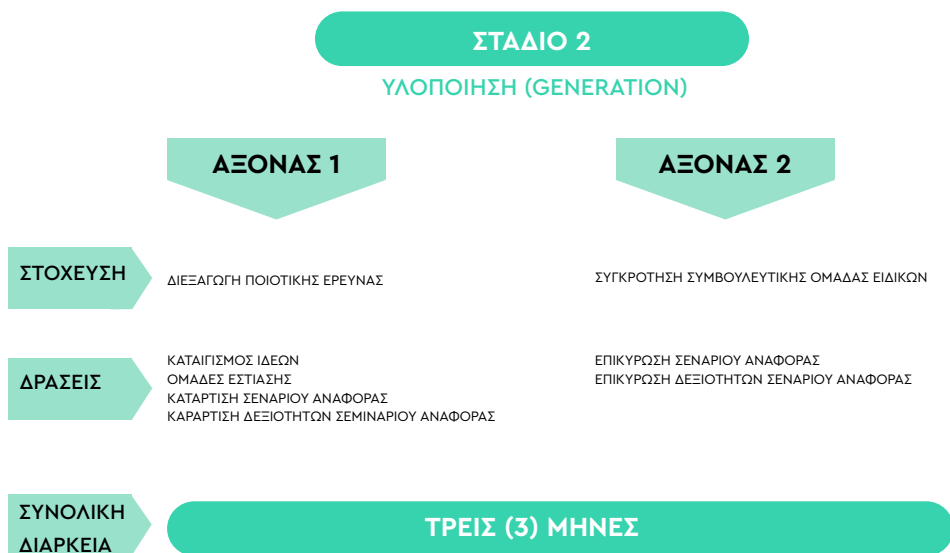 ΣΤΑΔΙΟ 2
ΥΛΟΠΟΙΗΣΗ (GENERATION)
ΑΞΟΝΑΣ 1
ΑΞΟΝΑΣ 2
ΣΤΟΧΕΥΣΗ
ΔΙΕΞΑΓΩΓΗ ΠΟΙΟΤΙΚΗΣ ΕΡΕΥΝΑΣ
ΣΥΓΚΡΟΤΗΣΗ ΣΥΜΒΟΥΛΕΥΤΙΚΗΣ ΟΜΑΔΑΣ ΕΙΔΙΚΩΝ
ΔΡΑΣΕΙΣ
ΚΑΤΑΙΓΙΣΜΟΣ ΙΔΕΩΝ
ΟΜΑΔΕΣ ΕΣΤΙΑΣΗΣ
ΚΑΤΑΡΤΙΣΗ ΣΕΝΑΡΙΟΥ ΑΝΑΦΟΡΑΣ
ΚΑΡΑΡΤΙΣΗ ΔΕΞΙΟΤΗΤΩΝ ΣΕΜΙΝΑΡΙΟΥ ΑΝΑΦΟΡΑΣ
ΕΠΙΚΥΡΩΣΗ ΣΕΝΑΡΙΟΥ ΑΝΑΦΟΡΑΣ
ΕΠΙΚΥΡΩΣΗ ΔΕΞΙΟΤΗΤΩΝ ΣΕΝΑΡΙΟΥ ΑΝΑΦΟΡΑΣ
ΣΥΝΟΛΙΚΗ
ΔΙΑΡΚΕΙΑ
ΤΡΕΙΣ (3) ΜΗΝΕΣ